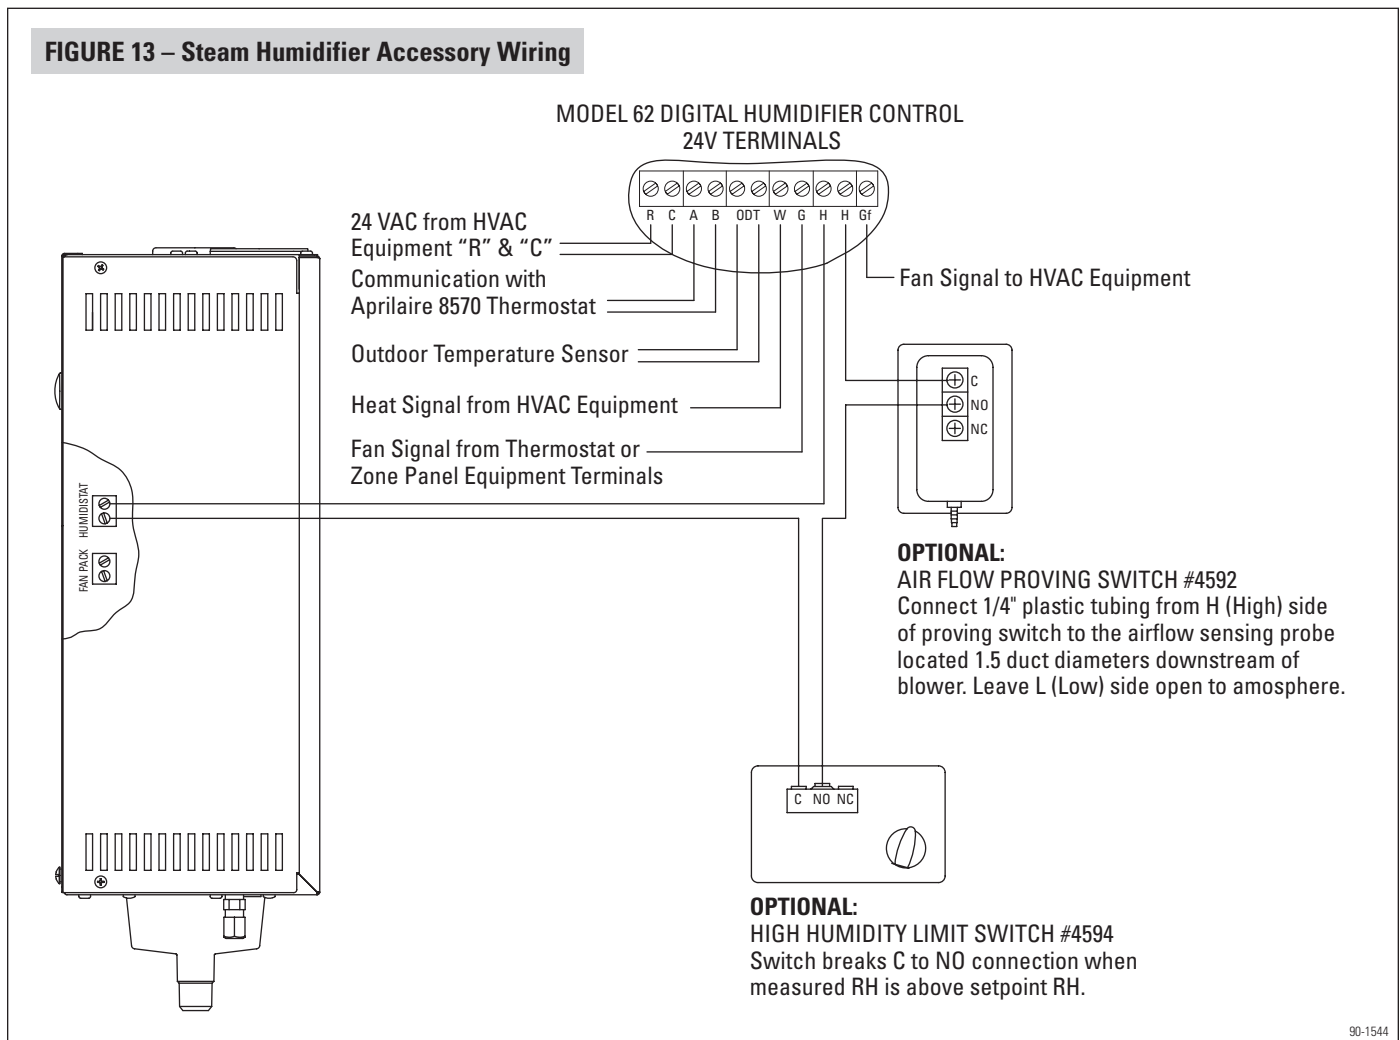 FIGURE 13 – Steam Humidifier Accessory Wiring
MODEL 62 DIGITAL HUMIDIFIER CONTROL
24V TERMINALS
R C A B ODT W G H H Gf
24 VAC from HVAC
Equipment “R” & “C”
Communication with
Aprilaire 8570 Thermostat
Outdoor Temperature Sensor
Heat Signal from HVAC Equipment
Fan Signal from Thermostat or
Zone Panel Equipment Terminals
Fan Signal to HVAC Equipment
C
NO
NC
HUMIDISTAT
FAN PACK
OPTIONAL:
AIR FLOW PROVING SWITCH #4592
Connect 1/4" plastic tubing from H (High) side
of proving switch to the airflow sensing probe
located 1.5 duct diameters downstream of
blower. Leave L (Low) side open to amosphere.
C NO NC
OPTIONAL:
HIGH HUMIDITY LIMIT SWITCH #4594
Switch breaks C to NO connection when
measured RH is above setpoint RH.
90-1544